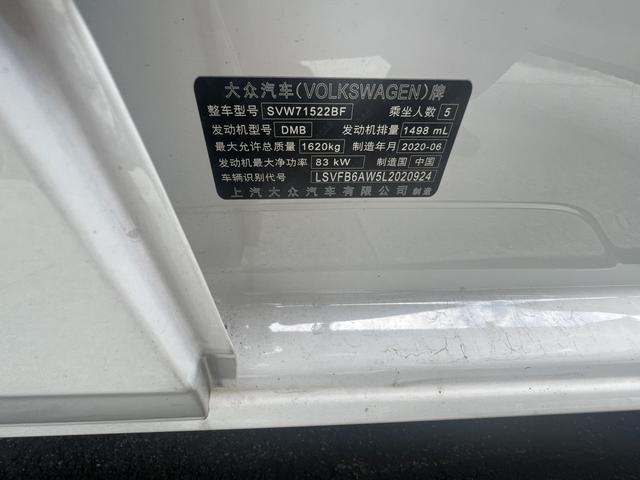 大众汽车(VOLKSWAGEN)牌
整车型号 SVW71522BF 乘坐人数 5
发动机型号 DMB 发动机排量 1498 mL
最大允许总质量 1620kg 制造年月 2020-06
发动机最大净功率 83 kW 制造国 中国
车辆识别代号 LSVFB6AW5L2020924
上汽大众汽车有限公司 制造